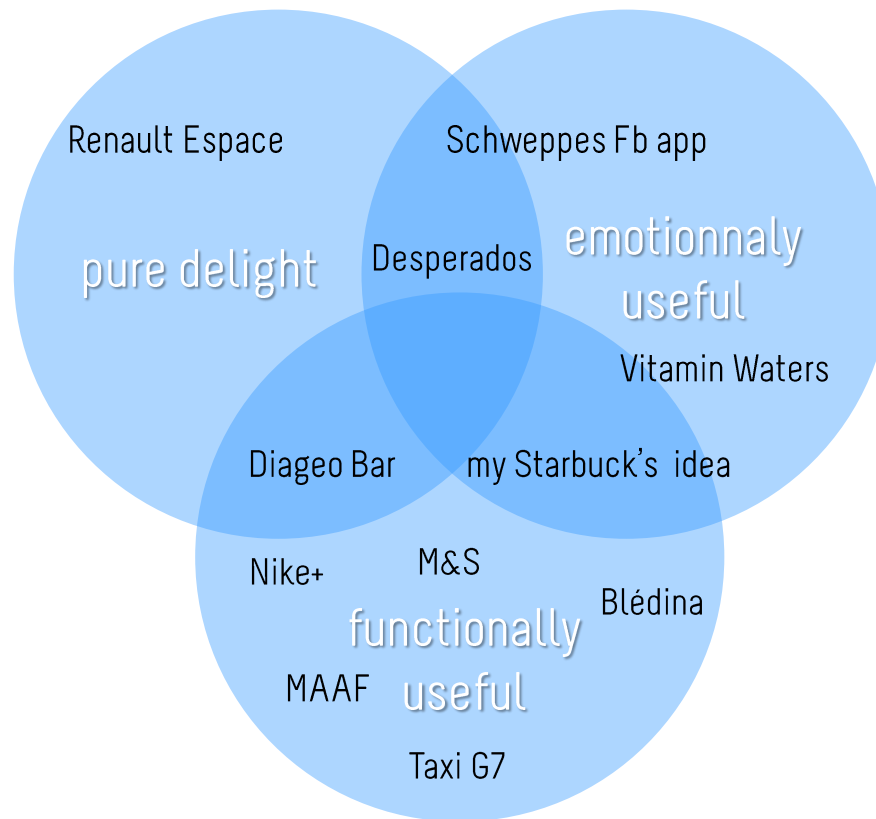 Renault Espace
Schweppes Fb app
pure delight
Desperados
emotionnaly
useful
Vitamin Waters
Diageo Bar
my Starbuck's idea
Nike+
M&S
Blédina
functionally
useful
MAAF
Taxi G7